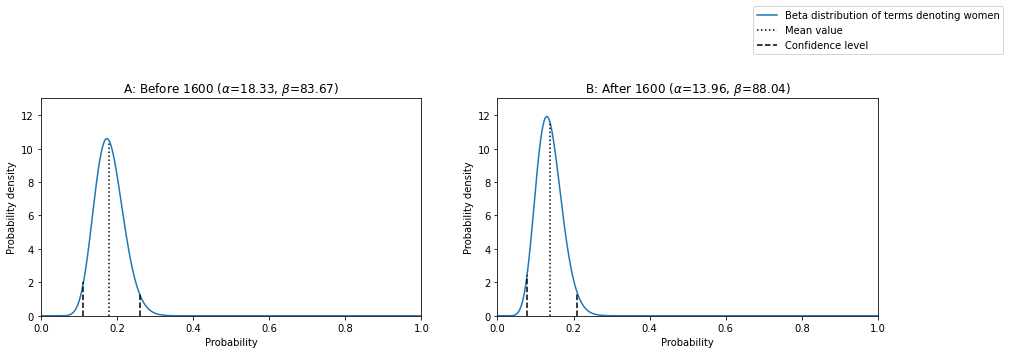 Beta distribution of terms denoting women
Mean value
Confidence level
A: Before 1600 (α=18.33, β=83.67)
12
10
8
6
4
2
0
Probability density
0.0 0.2 0.4 0.6 0.8 1.0
Probability
B: After 1600 (α=13.96, β=88.04)
12
10
8
6
4
2
0
Probability density
0.0 0.2 0.4 0.6 0.8 1.0
Probability